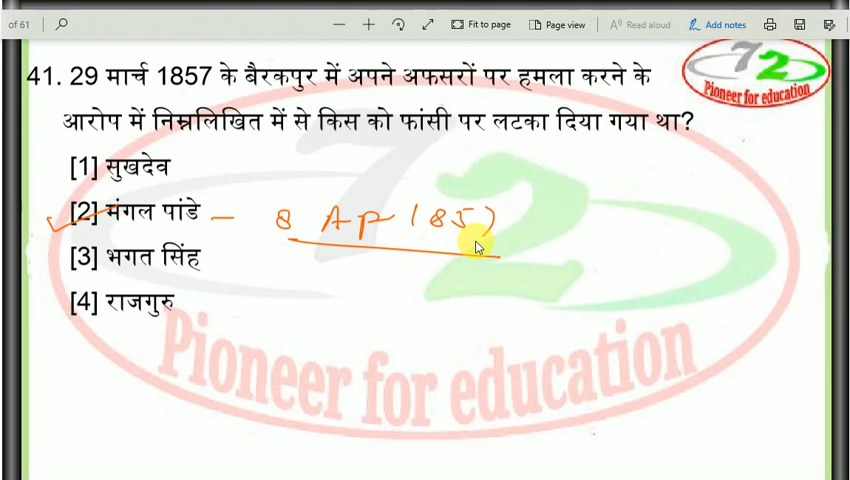 of 61
Fit to page
Page view
Read aloud
Add notes
72
Pioneer for education
41. 29 मार्च 1857 के बैरकपुर में अपने अफसरों पर हमला करने के
आरोप में निम्नलिखित में से किस को फांसी पर लटका दिया गया था?
[1] सुखदेव
[2] मंगल पांडे – 8 Ap 1857
[3] भगत सिंह
[4] राजगुरु
72
Pioneer for education